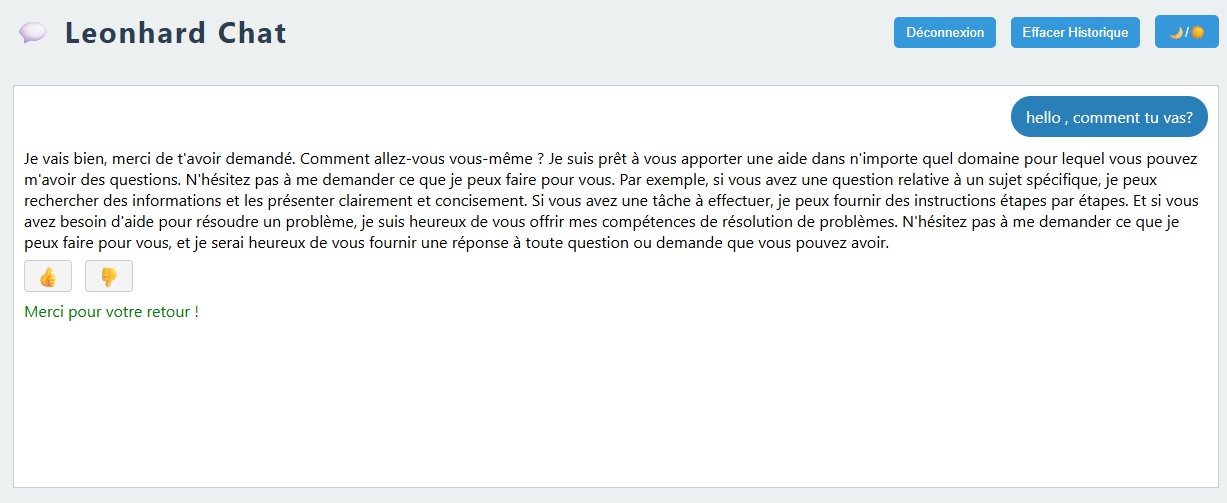 Leonhard Chat
Déconnexion
Effacer Historique
🌙/☀️
hello , comment tu vas?
Je vais bien, merci de t'avoir demandé. Comment allez-vous vous-même ? Je suis prêt à vous apporter une aide dans n'importe quel domaine pour lequel vous pouvez
m'avoir des questions. N'hésitez pas à me demander ce que je peux faire pour vous. Par exemple, si vous avez une question relative à un sujet spécifique, je peux
rechercher des informations et les présenter clairement et concisement. Si vous avez une tâche à effectuer, je peux fournir des instructions étapes par étapes. Et si vous
avez besoin d'aide pour résoudre un problème, je suis heureux de vous offrir mes compétences de résolution de problèmes. N'hésitez pas à me demander ce que je
peux faire pour vous, et je serai heureux de vous fournir une réponse à toute question ou demande que vous pouvez avoir.
Merci pour votre retour !